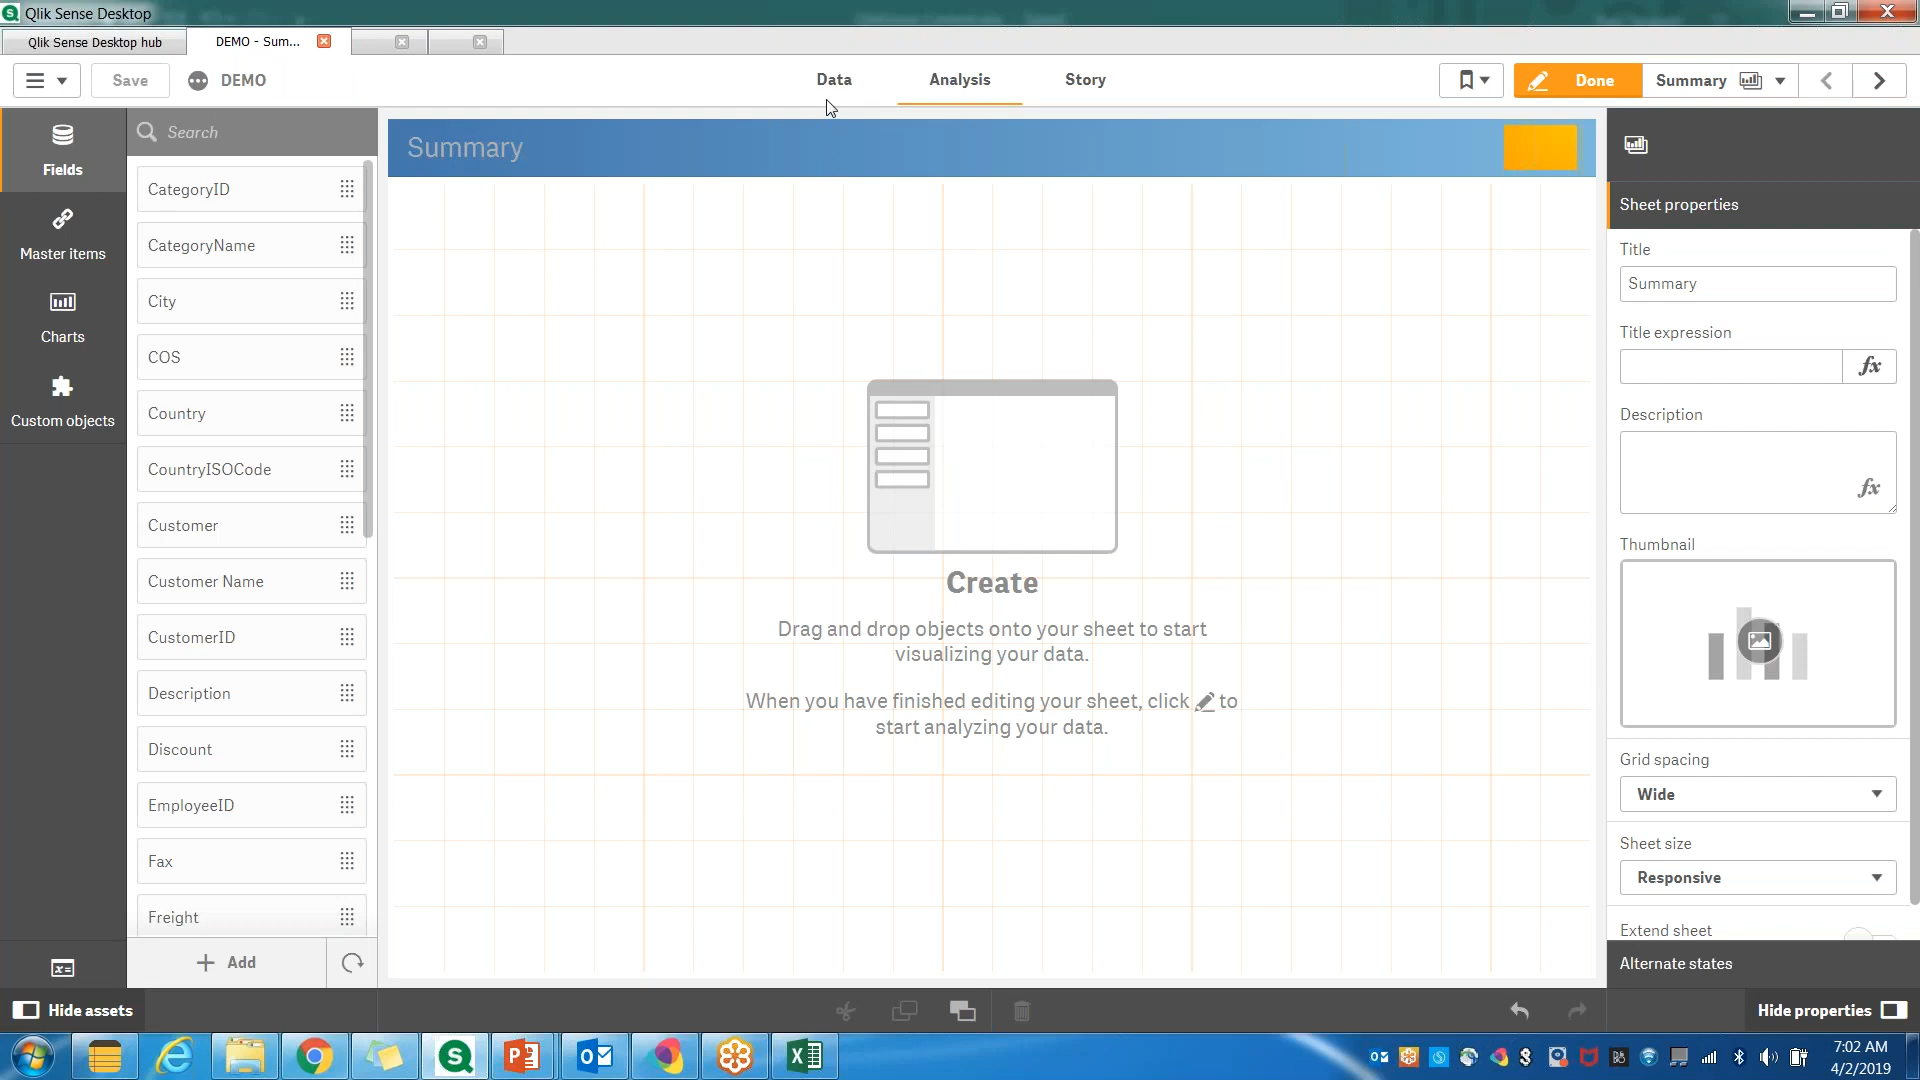 Qlik Sense Desktop
Qlik Sense Desktop hub
DEMO - Sum...
Save
DEMO
Data
Analysis
Story
Done
Summary
Fields
Master items
Charts
Custom objects
Search
CategoryID
CategoryName
City
COS
Country
CountryISOCode
Customer
Customer Name
CustomerID
Description
Discount
EmployeeID
Fax
Freight
Add
Summary
Create
Drag and drop objects onto your sheet to start
visualizing your data.
When you have finished editing your sheet, click to
start analyzing your data.
Sheet properties
Title
Summary
Title expression
fx
Description
fx
Thumbnail
Grid spacing
Wide
Sheet size
Responsive
Extend sheet
Alternate states
Hide assets
Hide properties
7:02 AM
4/2/2019